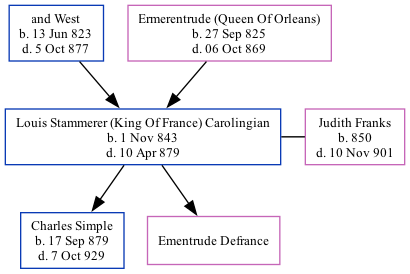 and West
b. 13 Jun 823
d. 5 Oct 877
Ermerentrude (Queen Of Orleans)
b. 27 Sep 825
d. 06 Oct 869
Louis Stammerer (King Of France) Carolingian
b. 1 Nov 843
d. 10 Apr 879
Judith Franks
b. 850
d. 10 Nov 901
Charles Simple
b. 17 Sep 879
d. 7 Oct 929
Ementrude Defrance